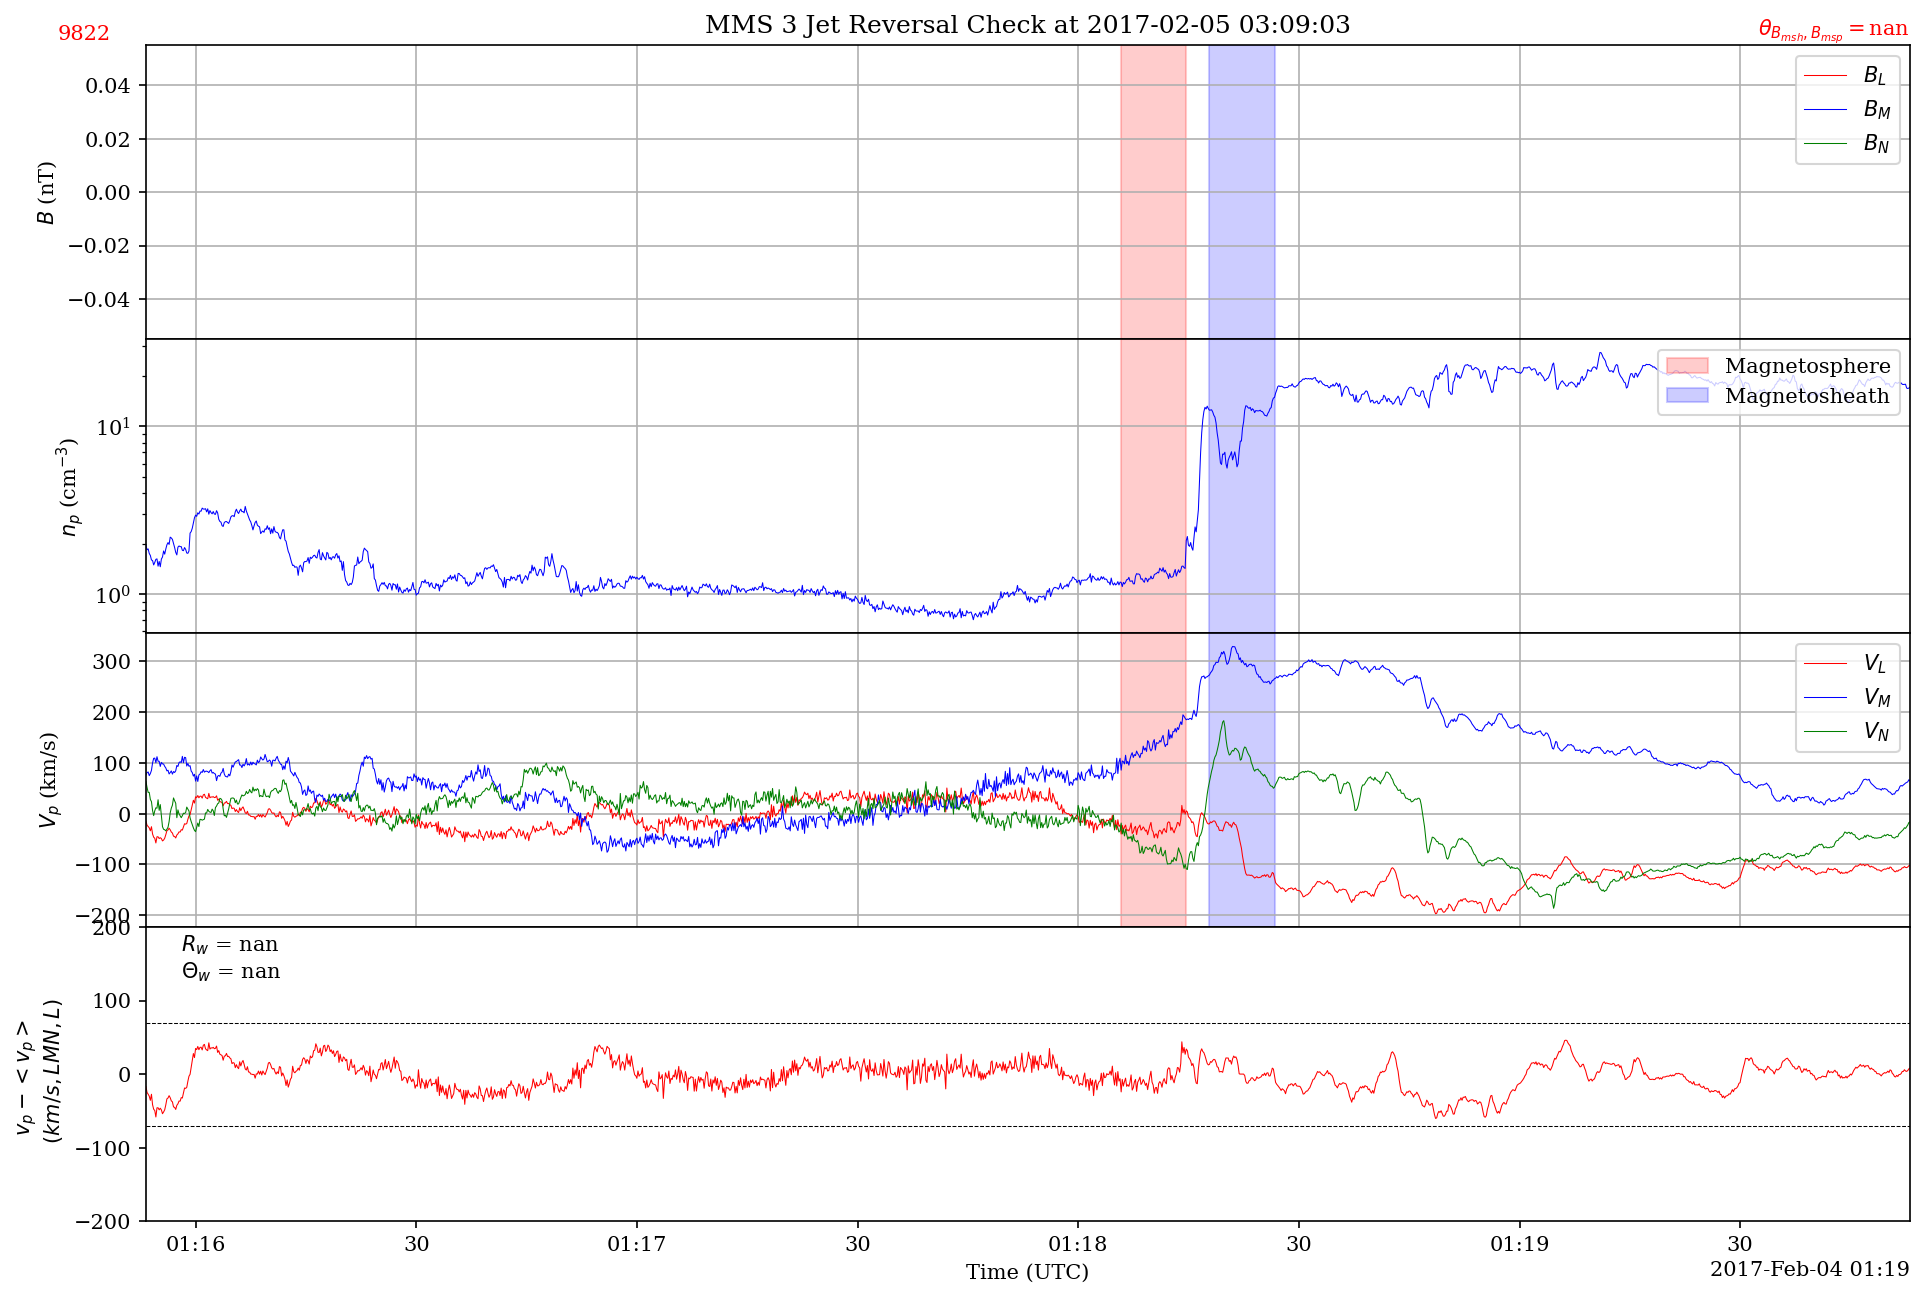 MMS 3 Jet Reversal Check at 2017-02-05 03:09:03
9822
θ_{B_{msh}, B_{msp}} = nan
B (nT)
0.04
0.02
0.00
−0.02
−0.04
B_L
B_M
B_N
n_p (cm^{−3})
10^1
10^0
Magnetosphere
Magnetosheath
V_p (km/s)
300
200
100
0
−100
−200
V_L
V_M
V_N
v_p − < v_p >
(km/s, LMN, L)
200
100
0
−100
−200
R_w = nan
Θ_w = nan
01:16 30 01:17 30 01:18 30 01:19 30
Time (UTC)
2017-Feb-04 01:19